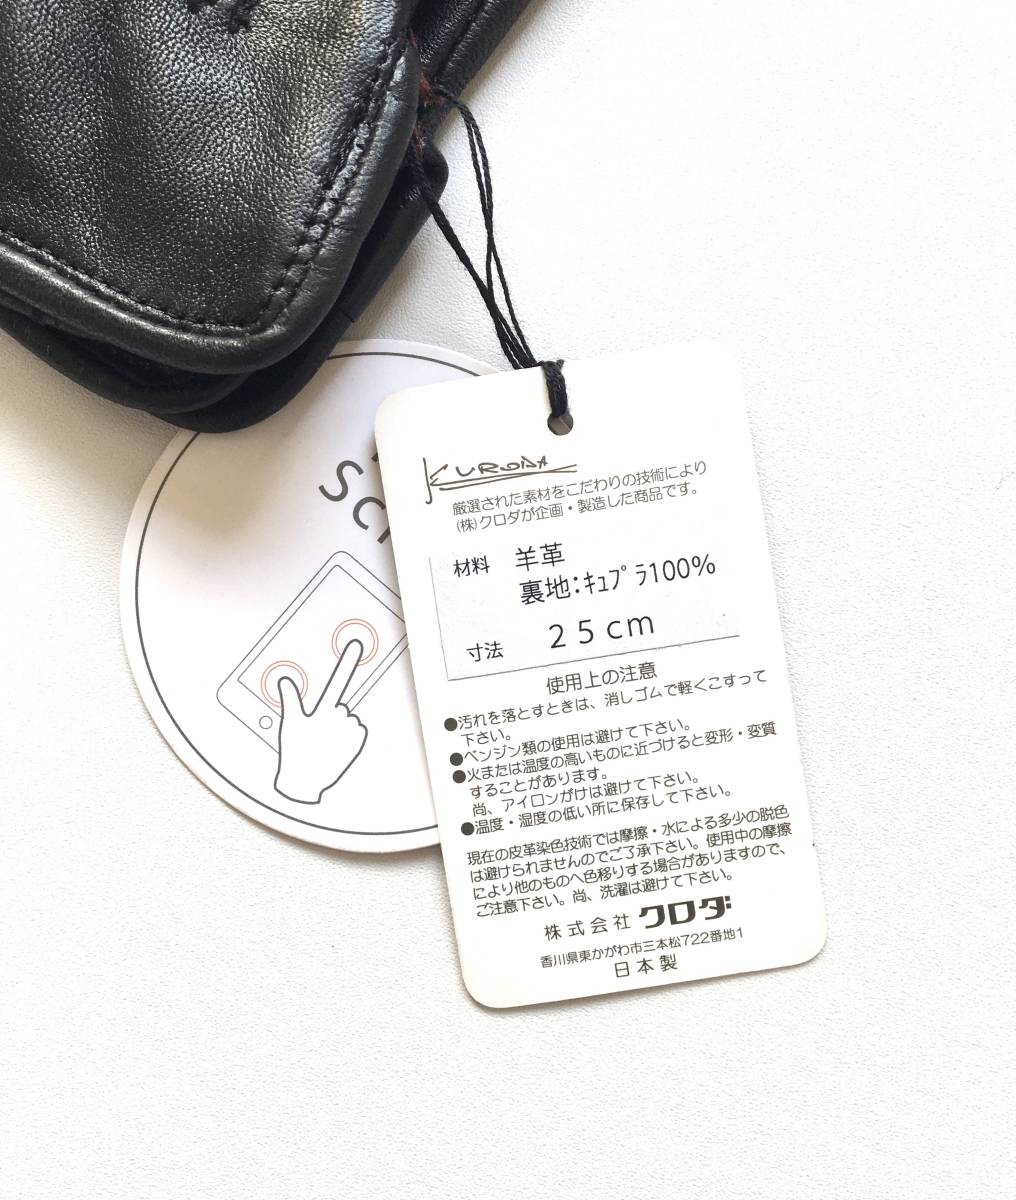 SC
KURODA
厳選された素材をこだわりの技術により
(株)クロダが企画・製造した商品です。
材料 羊革
裏地:ｷｭﾌﾟﾗ100%
寸法 25cm
使用上の注意
●汚れを落とすときは、消しゴムで軽くこすって
下さい。
●ベンジン類の使用は避けて下さい。
●火または温度の高いものに近づけると変形・変質
することがあります。
尚、アイロンがけは避けて下さい。
●温度・湿度の低い所に保存して下さい。
現在の皮革染色技術では摩擦・水による多少の脱色
は避けられませんのでご了承下さい。使用中の摩擦
により他のものへ色移りする場合がありますので、
ご注意下さい。尚、洗濯は避けて下さい。
株式会社 クロダ
香川県東かがわ市三本松722番地1
日本製